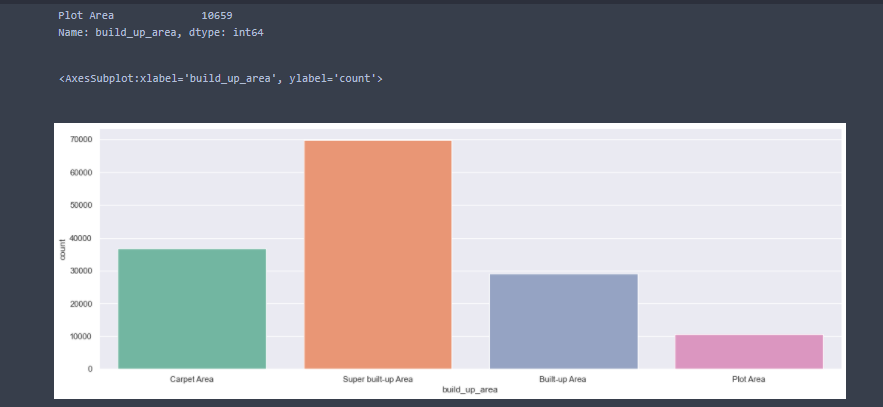 Plot Area 10659
Name: build_up_area, dtype: int64
<AxesSubplot:xlabel='build_up_area', ylabel='count'>
70000
60000
50000
40000
30000
20000
10000
0
count
Carpet Area Super built-up Area Built-up Area Plot Area
build_up_area